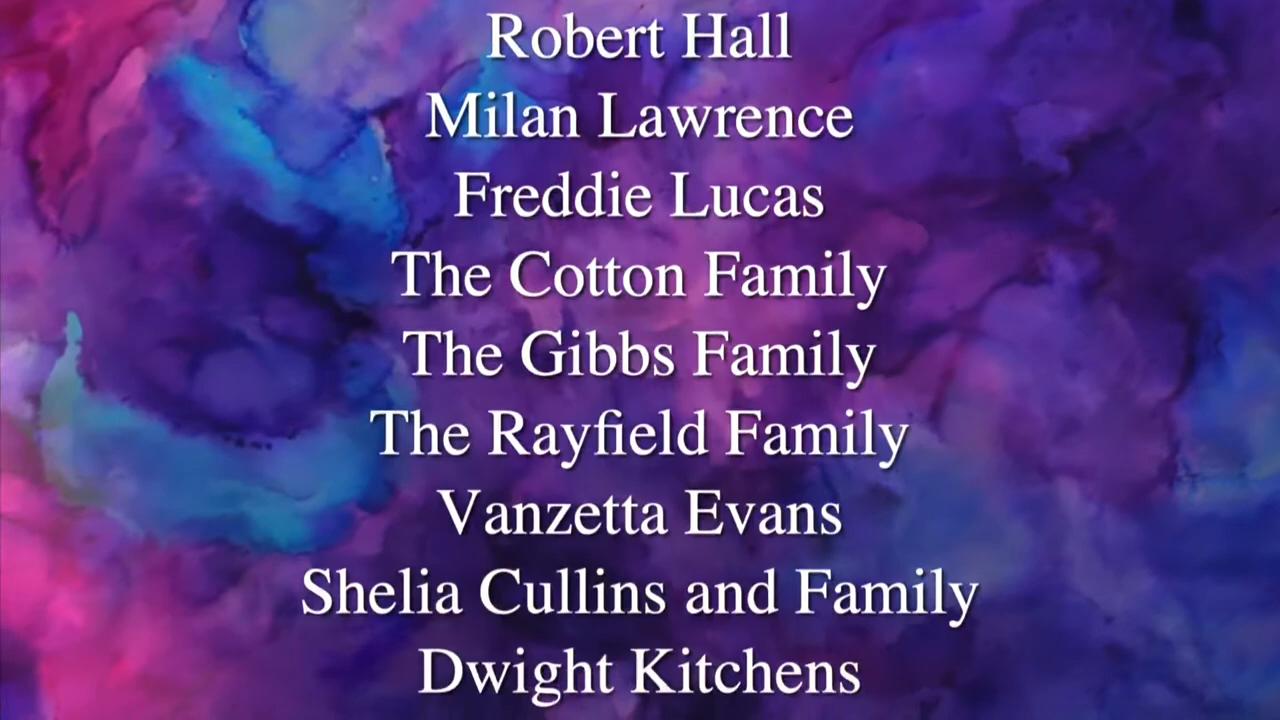 Robert Hall
Milan Lawrence
Freddie Lucas
The Cotton Family
The Gibbs Family
The Rayfield Family
Vanzetta Evans
Shelia Cullins and Family
Dwight Kitchens